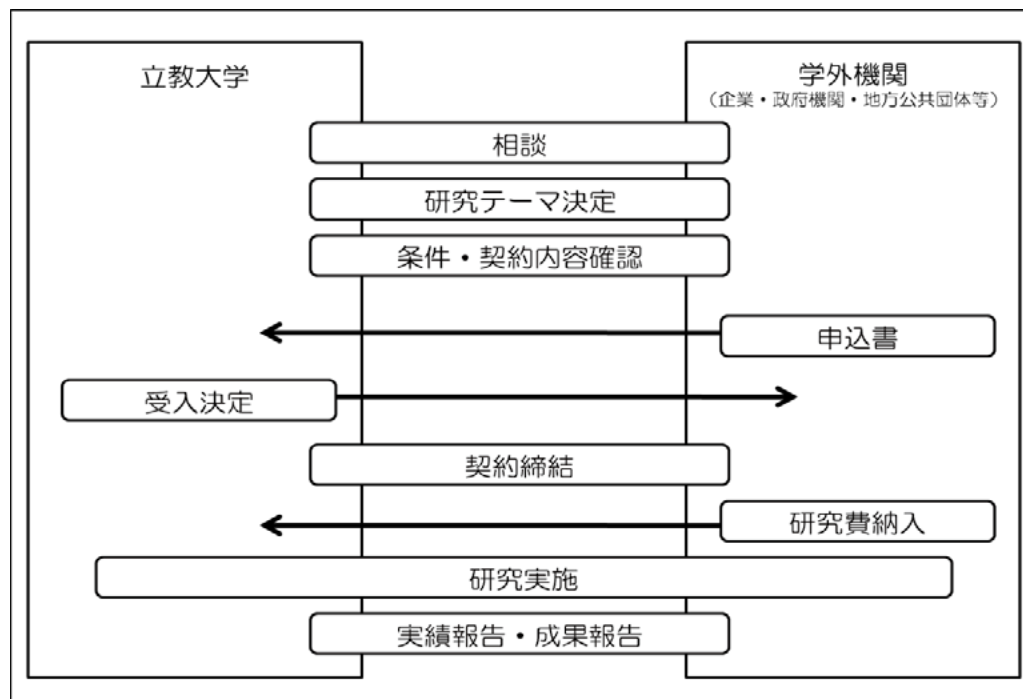 立教大学
学外機関
（企業・政府機関・地方公共団体等）
相談
研究テーマ決定
条件・契約内容確認
申込書
受入決定
契約締結
研究費納入
研究実施
実績報告・成果報告